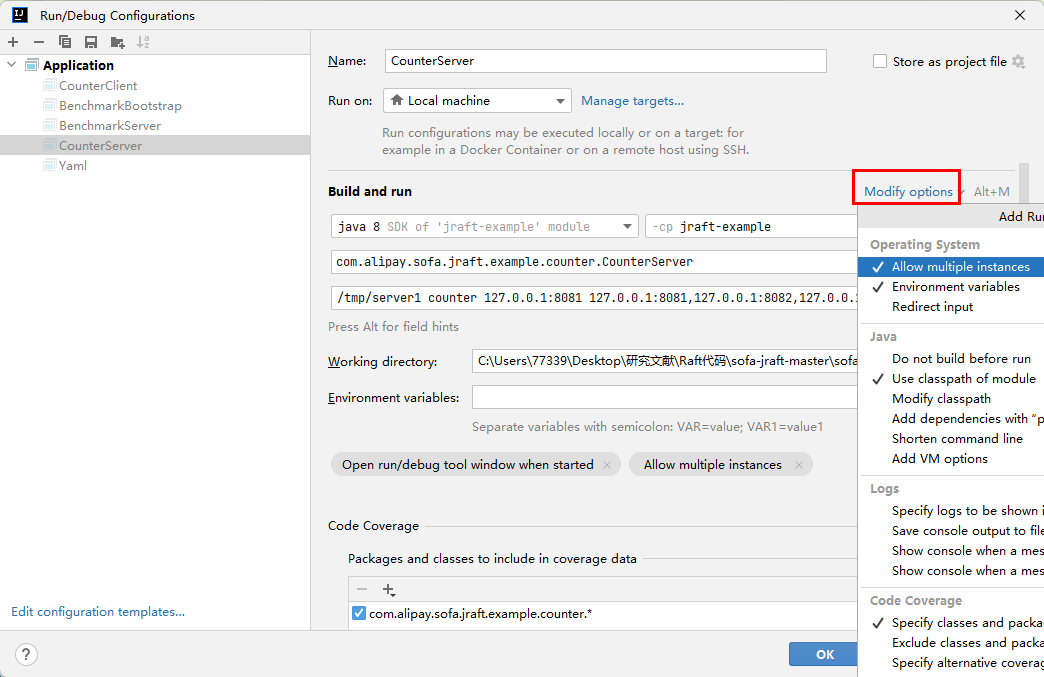 Run/Debug Configurations
Application
CounterClient
BenchmarkBootstrap
BenchmarkServer
CounterServer
Yaml
Edit configuration templates...
Name: CounterServer Store as project file
Run on: Local machine Manage targets...
Run configurations may be executed locally or on a target: for
example in a Docker Container or on a remote host using SSH.
Build and run Modify options Alt+M
java 8 SDK of 'jraft-example' module -cp jraft-example
com.alipay.sofa.jraft.example.counter.CounterServer
/tmp/server1 counter 127.0.0.1:8081 127.0.0.1:8081,127.0.0.1:8082,127.0.0.1
Press Alt for field hints
Working directory: C:\Users\77339\Desktop\研究文献\Raft代码\sofa-jraft-master\sofa
Environment variables:
Separate variables with semicolon: VAR=value; VAR1=value1
Open run/debug tool window when started Allow multiple instances
Code Coverage
Packages and classes to include in coverage data
com.alipay.sofa.jraft.example.counter.*
? OK
Add Ru
Operating System
Allow multiple instances
Environment variables
Redirect input
Java
Do not build before run
Use classpath of module
Modify classpath
Add dependencies with “p
Shorten command line
Add VM options
Logs
Specify logs to be shown i
Save console output to file
Show console when a mes
Show console when a mes
Code Coverage
Specify classes and packa
Exclude classes and packa
Specify alternative coverag